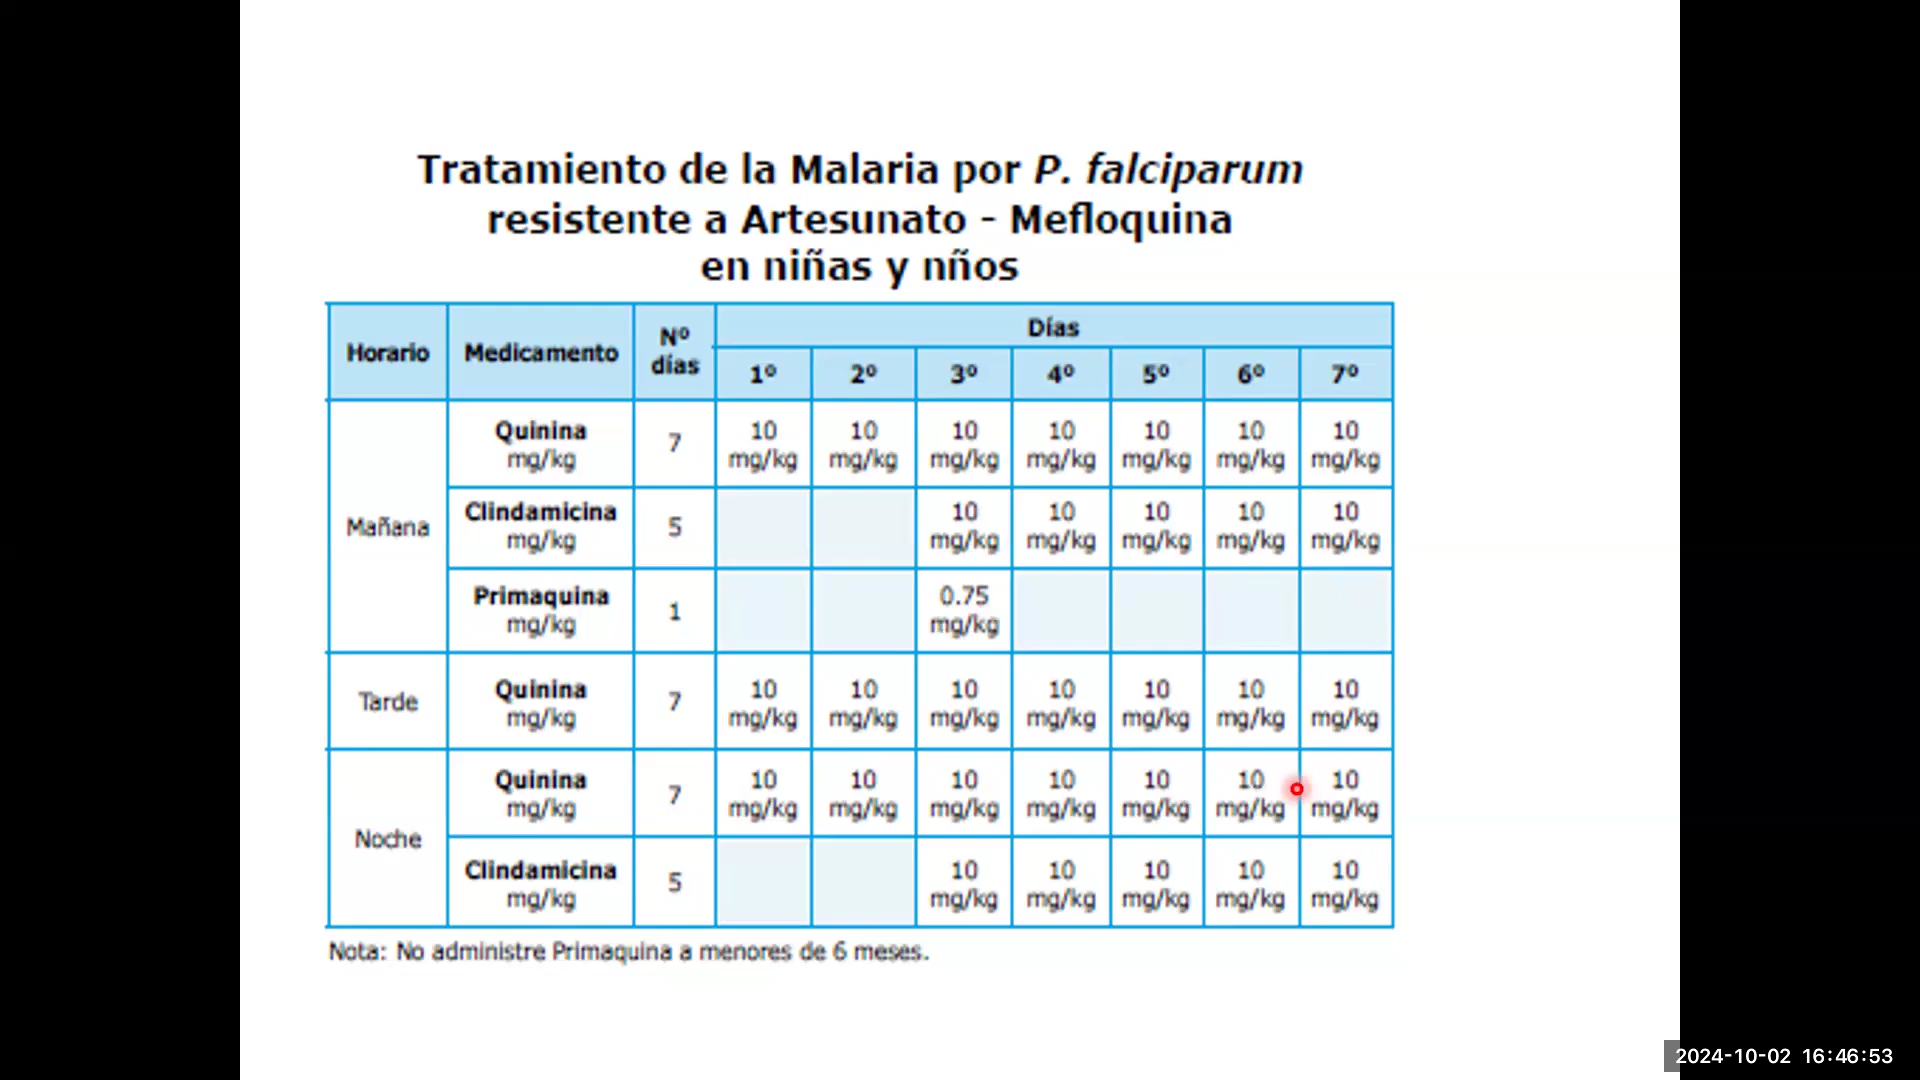 Tratamiento de la Malaria por P. falciparum
resistente a Artesunato - Mefloquina
en niñas y nños
Horario Medicamento Nº días Días
1º 2º 3º 4º 5º 6º 7º
Mañana Quinina mg/kg 7 10 mg/kg 10 mg/kg 10 mg/kg 10 mg/kg 10 mg/kg 10 mg/kg 10 mg/kg
Clindamicina mg/kg 5 10 mg/kg 10 mg/kg 10 mg/kg 10 mg/kg 10 mg/kg
Primaquina mg/kg 1 0.75 mg/kg
Tarde Quinina mg/kg 7 10 mg/kg 10 mg/kg 10 mg/kg 10 mg/kg 10 mg/kg 10 mg/kg 10 mg/kg
Noche Quinina mg/kg 7 10 mg/kg 10 mg/kg 10 mg/kg 10 mg/kg 10 mg/kg 10 mg/kg 10 mg/kg
Clindamicina mg/kg 5 10 mg/kg 10 mg/kg 10 mg/kg 10 mg/kg 10 mg/kg
Nota: No administre Primaquina a menores de 6 meses.
2024-10-02 16:46:53